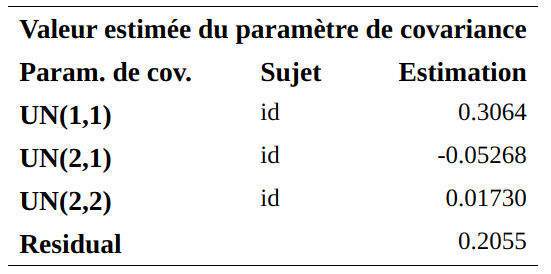 Valeur estimée du paramètre de covariance
Param. de cov. Sujet Estimation
UN(1,1) id 0.3064
UN(2,1) id -0.05268
UN(2,2) id 0.01730
Residual 0.2055